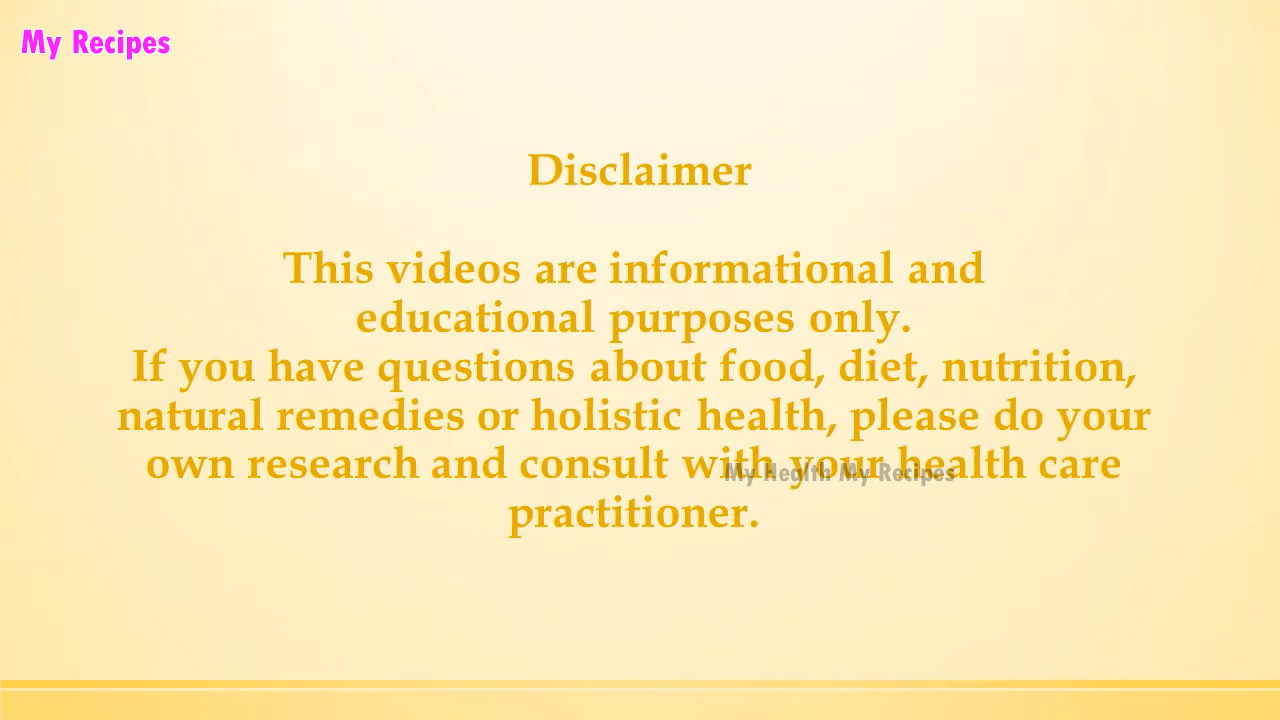 My Recipes
Disclaimer
This videos are informational and
educational purposes only.
If you have questions about food, diet, nutrition,
natural remedies or holistic health, please do your
own research and consult with your health care
My Health My Recipes
practitioner.